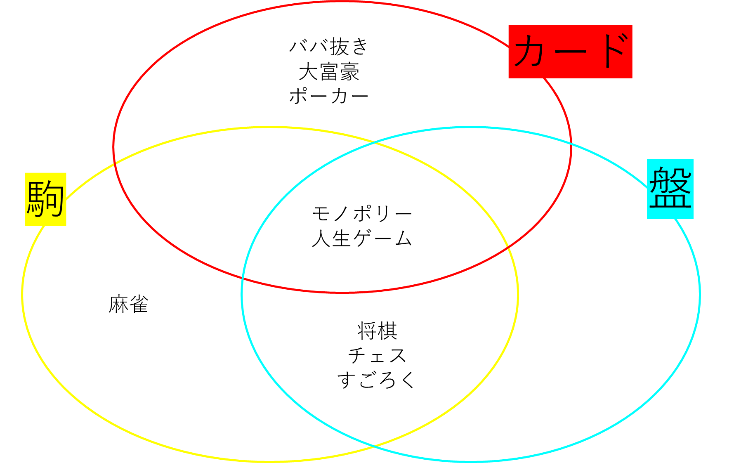 カード
ババ抜き
大富豪
ポーカー
駒
盤
モノポリー
人生ゲーム
麻雀
将棋
チェス
すごろく